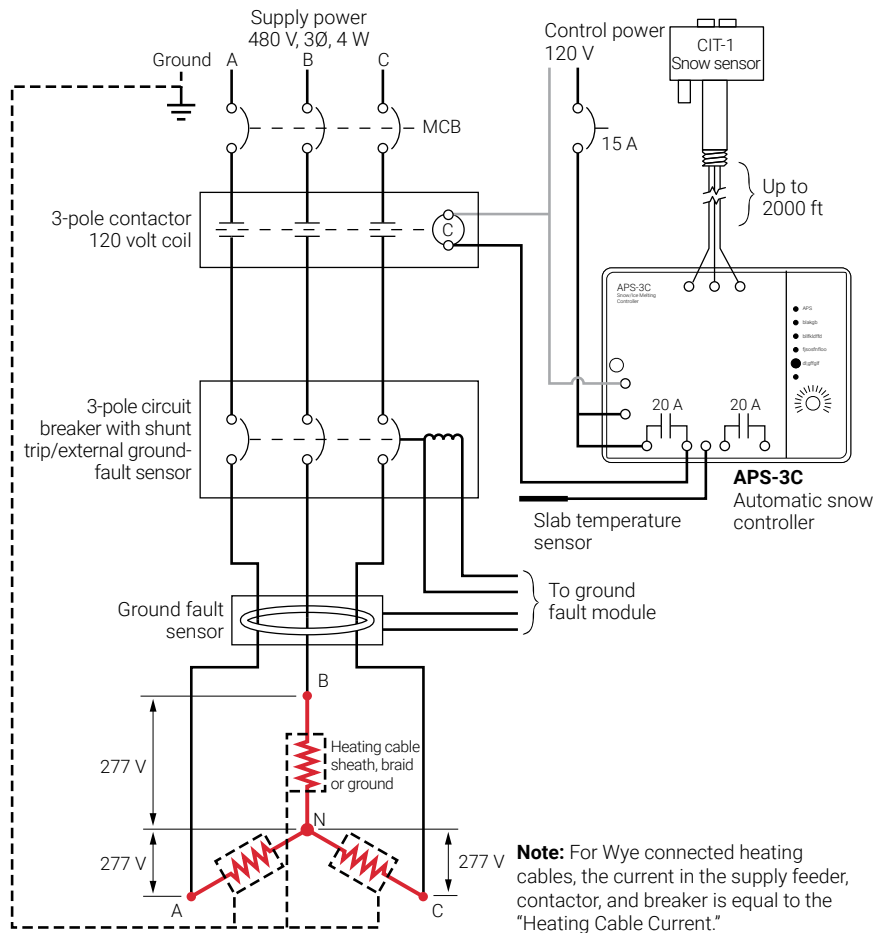 Supply power
480 V, 3Ø, 4 W
Ground
A
B
C
MCB
Control power
120 V
15 A
CIT-1
Snow sensor
Up to
2000 ft
3-pole contactor
120 volt coil
C
APS-3C
Snow/Ice Melting
Controller
APS
20 A
20 A
3-pole circuit
breaker with shunt
trip/external ground-
fault sensor
APS-3C
Automatic snow
controller
Slab temperature
sensor
To ground
fault module
Ground fault
sensor
B
277 V
Heating cable
sheath, braid
or ground
N
277 V
277 V
A
C
Note: For Wye connected heating
cables, the current in the supply feeder,
contactor, and breaker is equal to the
"Heating Cable Current."